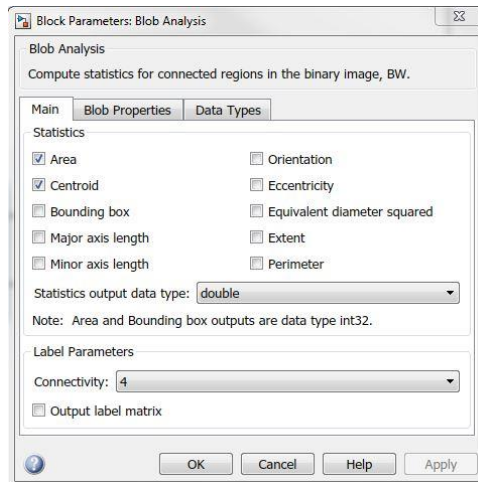 Block Parameters: Blob Analysis
Blob Analysis
Compute statistics for connected regions in the binary image, BW.
Main Blob Properties Data Types
Statistics
Area Orientation
Centroid Eccentricity
Bounding box Equivalent diameter squared
Major axis length Extent
Minor axis length Perimeter
Statistics output data type: double
Note: Area and Bounding box outputs are data type int32.
Label Parameters
Connectivity: 4
Output label matrix
? OK Cancel Help Apply